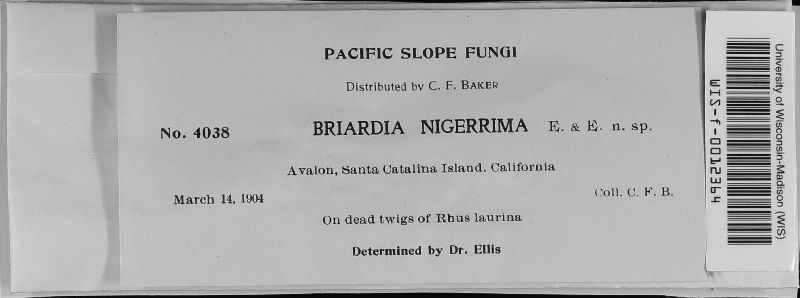 PACIFIC SLOPE FUNGI
Distributed by C. F. BAKER
No. 4038 BRIARDIA NIGERRIMA E. & E. n. sp.
Avalon, Santa Catalina Island, California
March 14, 1904 Coll. C. F. B.
On dead twigs of Rhus laurina
Determined by Dr. Ellis
University of Wisconsin-Madison (WIS)
WIS-f-0012364